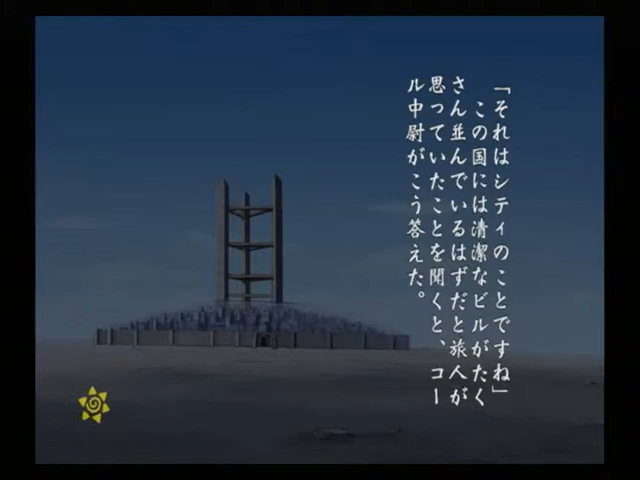 「それはシティのことですね」
この国には清潔なビルがたく
さん並んでいるはずだと旅人が
思っていたことを聞くと、コー
ル中尉がこう答えた。